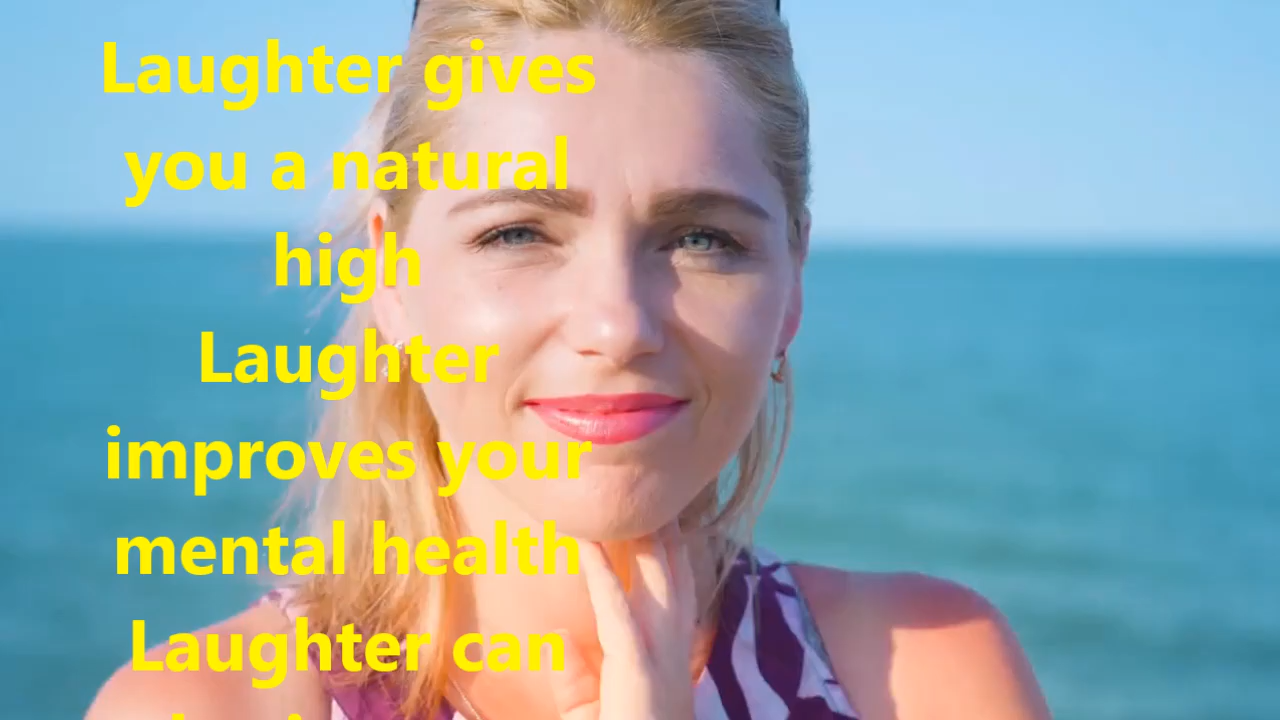 Laughter gives
you a natural
high
Laughter
improves your
mental health
Laughter can